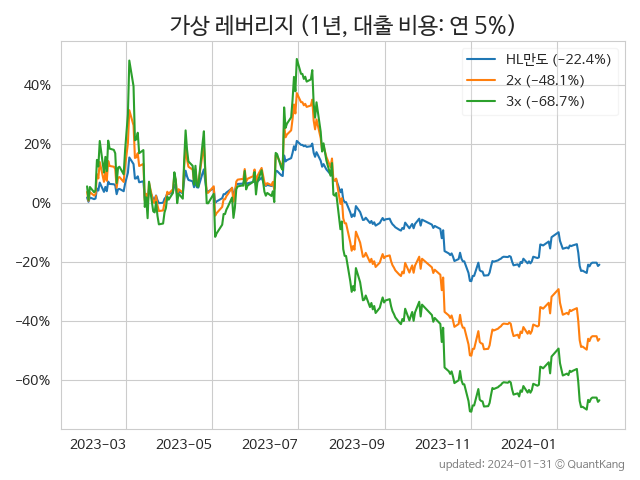 가상 레버리지 (1년, 대출 비용: 연 5%)
HL만도 (−22.4%)
2x (−48.1%)
3x (−68.7%)
40%
20%
0%
−20%
−40%
−60%
2023-03 2023-05 2023-07 2023-09 2023-11 2024-01
updated: 2024-01-31 © QuantKang